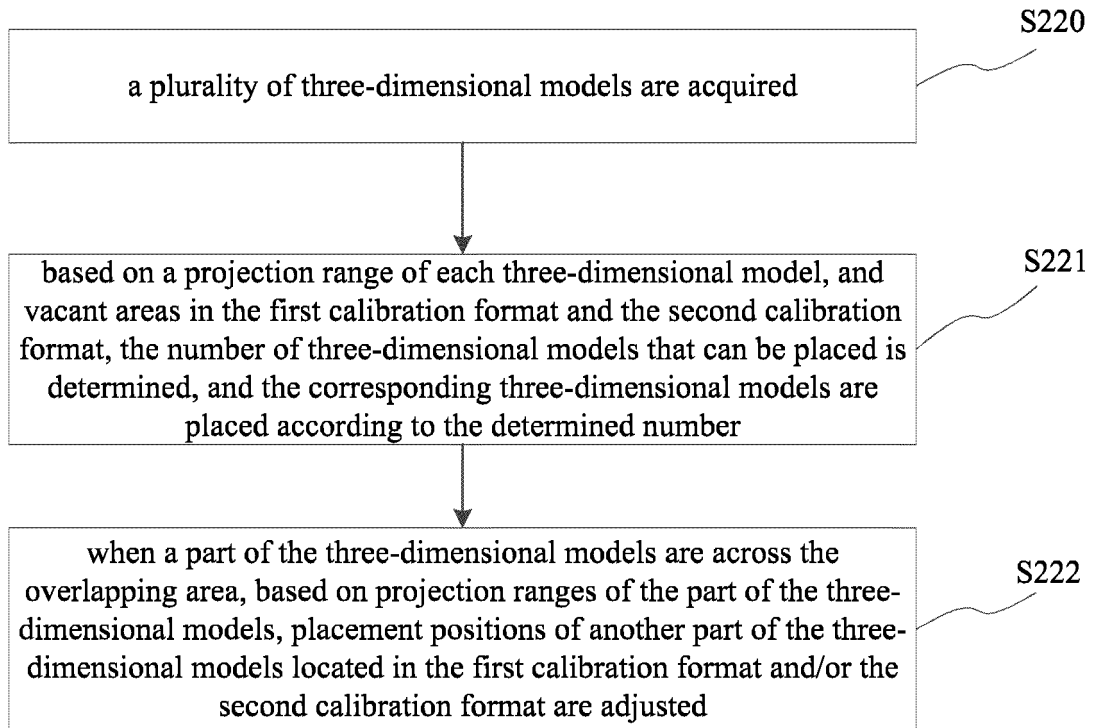 S220
a plurality of three-dimensional models are acquired
S221
based on a projection range of each three-dimensional model, and
vacant areas in the first calibration format and the second calibration
format, the number of three-dimensional models that can be placed is
determined, and the corresponding three-dimensional models are
placed according to the determined number
S222
when a part of the three-dimensional models are across the
overlapping area, based on projection ranges of the part of the three-
dimensional models, placement positions of another part of the three-
dimensional models located in the first calibration format and/or the
second calibration format are adjusted